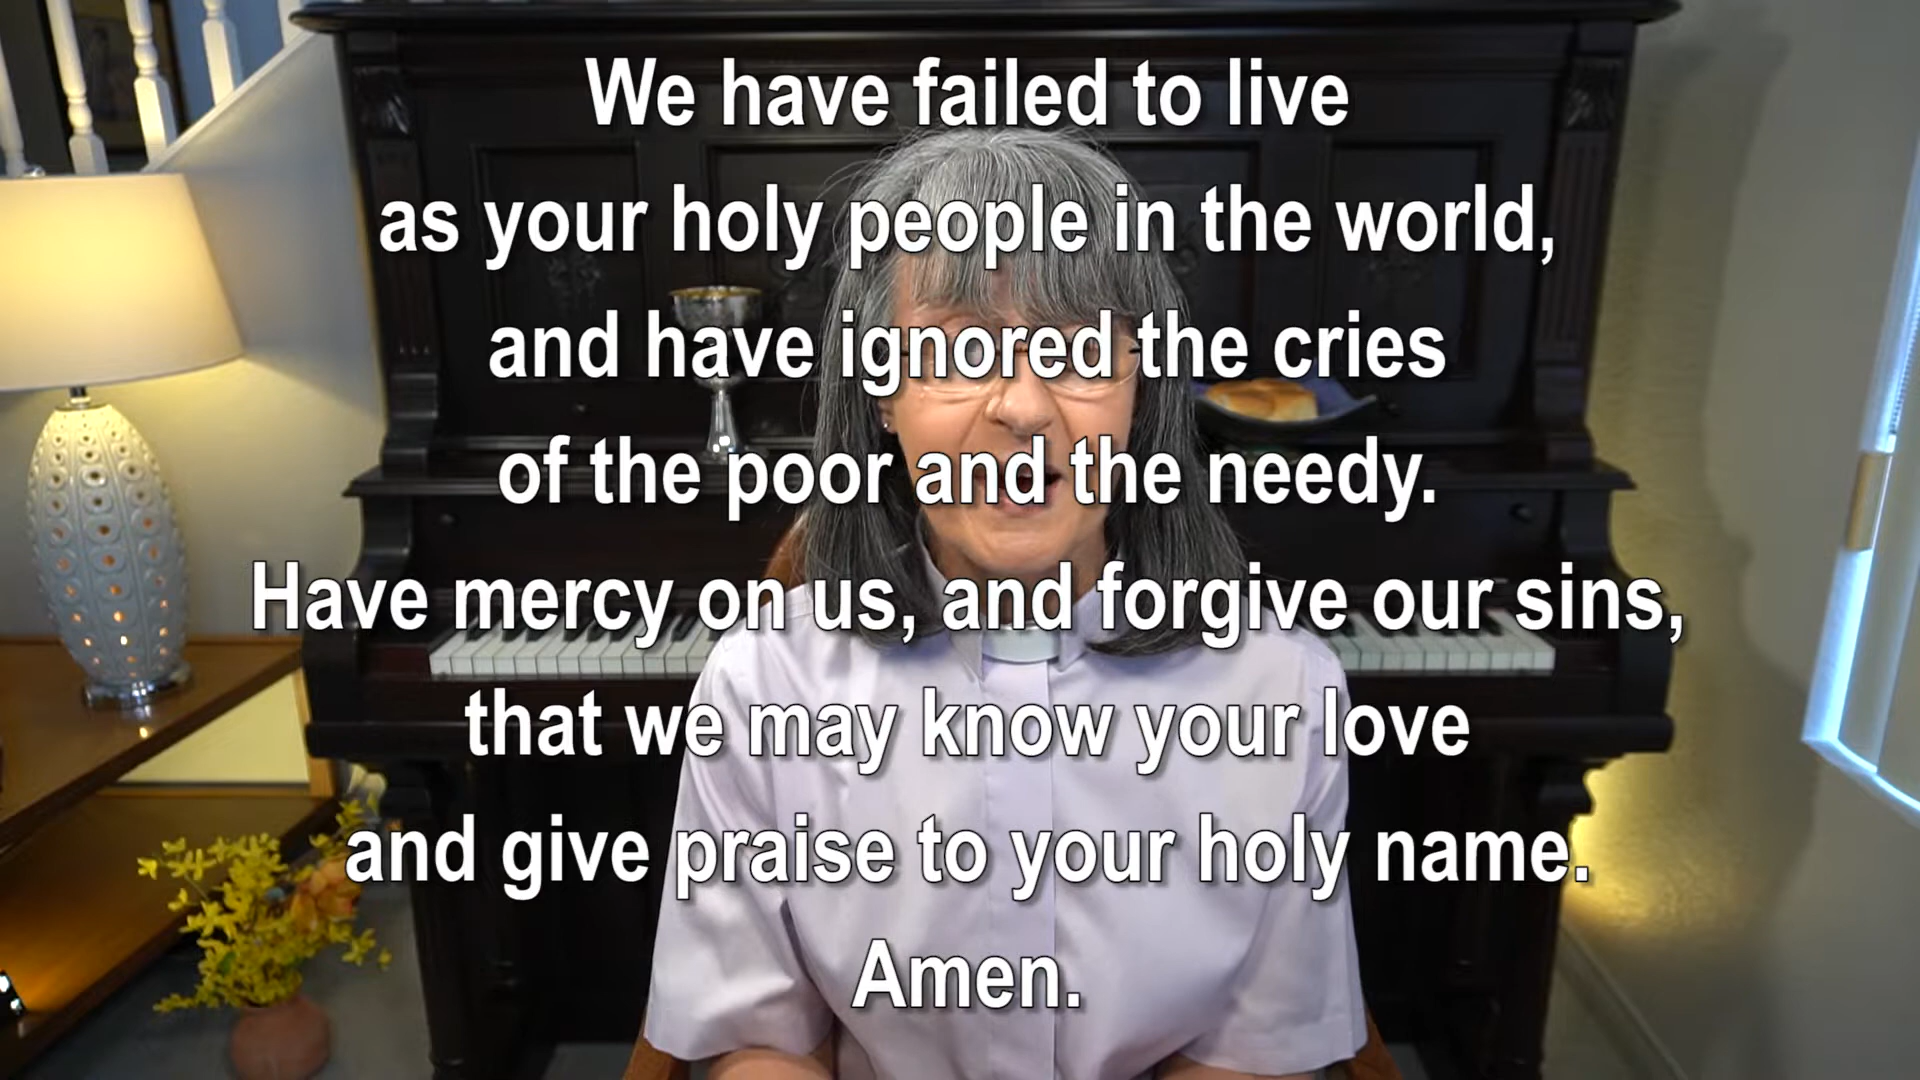 We have failed to live
as your holy people in the world,
and have ignored the cries
of the poor and the needy.
Have mercy on us, and forgive our sins,
that we may know your love
and give praise to your holy name.
Amen.